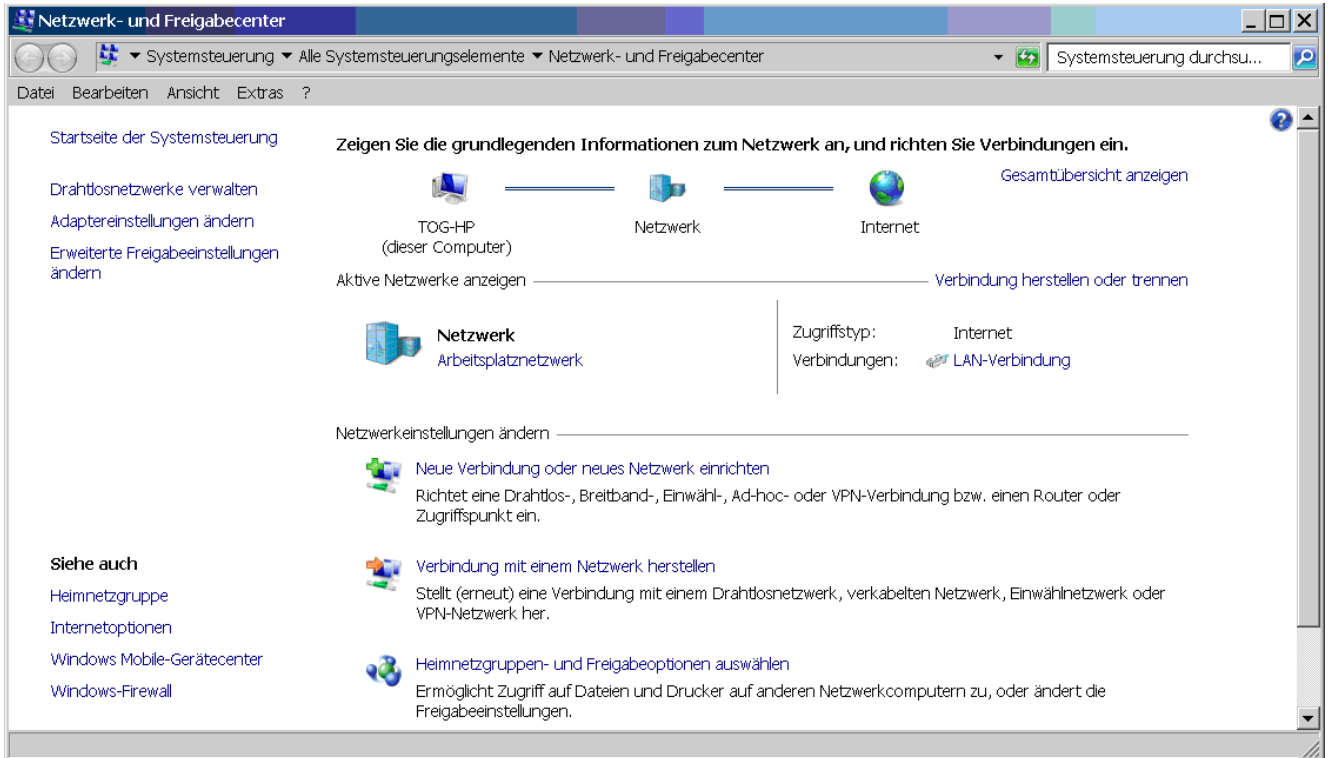 Netzwerk- und Freigabecenter
Systemsteuerung Alle Systemsteuerungselemente Netzwerk- und Freigabecenter
Systemsteuerung durchsu...
Datei Bearbeiten Ansicht Extras ?
Startseite der Systemsteuerung
Drahtlosnetzwerke verwalten
Adaptereinstellungen ändern
Erweiterte Freigabeeinstellungen
ändern
Siehe auch
Heimnetzgruppe
Internetoptionen
Windows Mobile-Gerätecenter
Windows-Firewall
Zeigen Sie die grundlegenden Informationen zum Netzwerk an, und richten Sie Verbindungen ein.
Gesamtübersicht anzeigen
TOG-HP
(dieser Computer)
Netzwerk
Internet
Aktive Netzwerke anzeigen
Verbindung herstellen oder trennen
Netzwerk
Arbeitsplatznetzwerk
Zugriffstyp: Internet
Verbindungen: LAN-Verbindung
Netzwerkeinstellungen ändern
Neue Verbindung oder neues Netzwerk einrichten
Richtet eine Drahtlos-, Breitband-, Einwähl-, Ad-hoc- oder VPN-Verbindung bzw. einen Router oder
Zugriffspunkt ein.
Verbindung mit einem Netzwerk herstellen
Stellt (erneut) eine Verbindung mit einem Drahtlosnetzwerk, verkabelten Netzwerk, Einwählnetzwerk oder
VPN-Netzwerk her.
Heimnetzgruppen- und Freigabeoptionen auswählen
Ermöglicht Zugriff auf Dateien und Drucker auf anderen Netzwerkcomputern zu, oder ändert die
Freigabeeinstellungen.